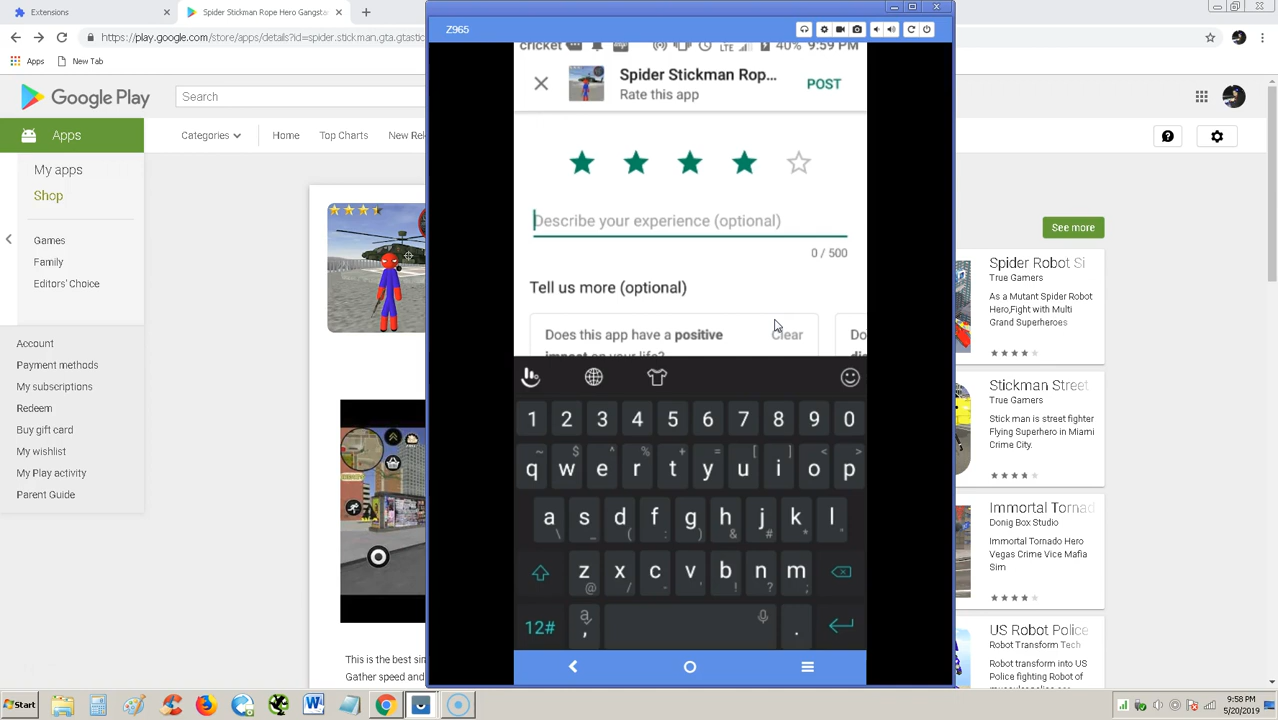 Extensions
Spider Stickman Rope Hero Gangst
Z965
google.com
/apps/details?id=spider.stickman.gta.gtastic
Apps
New Tab
Google Play
Search
Apps
Categories
Home
Top Charts
New Rel
My apps
Shop
Games
Family
Editors' Choice
Account
Payment methods
My subscriptions
Redeem
Buy gift card
My wishlist
My Play activity
Parent Guide
This is the best si
Gather speed and
cricket
LTE
40%
9:59 PM
Spider Stickman Rop...
Rate this app
POST
Describe your experience (optional)
0 / 500
Tell us more (optional)
Does this app have a positive
Clear
Do
impact on your life?
1 2 3 4 5 6 7 8 9 0
q w e r t y u i o p
a s d f g h j k l
z x c v b n m
12# , .
See more
Spider Robot Si
True Gamers
As a Mutant Spider Robot
Hero,Fight with Multi
Grand Superheroes
Stickman Street
True Gamers
Stick man is street fighter
Flying Superhero in Miami
Crime City.
Immortal Tornad
Donig Box Studio
Immortal Tornado Hero
Vegas Crime Vice Mafia
Sim
US Robot Police
Robot Transform Tech
Robot transform into US
Police fighting Robot of
Start
9:58 PM
5/20/2019